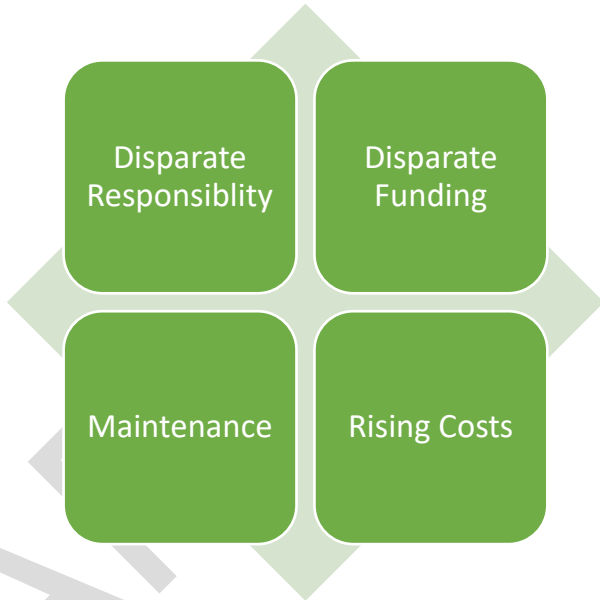 Disparate
Responsiblity
Disparate
Funding
Maintenance
Rising Costs